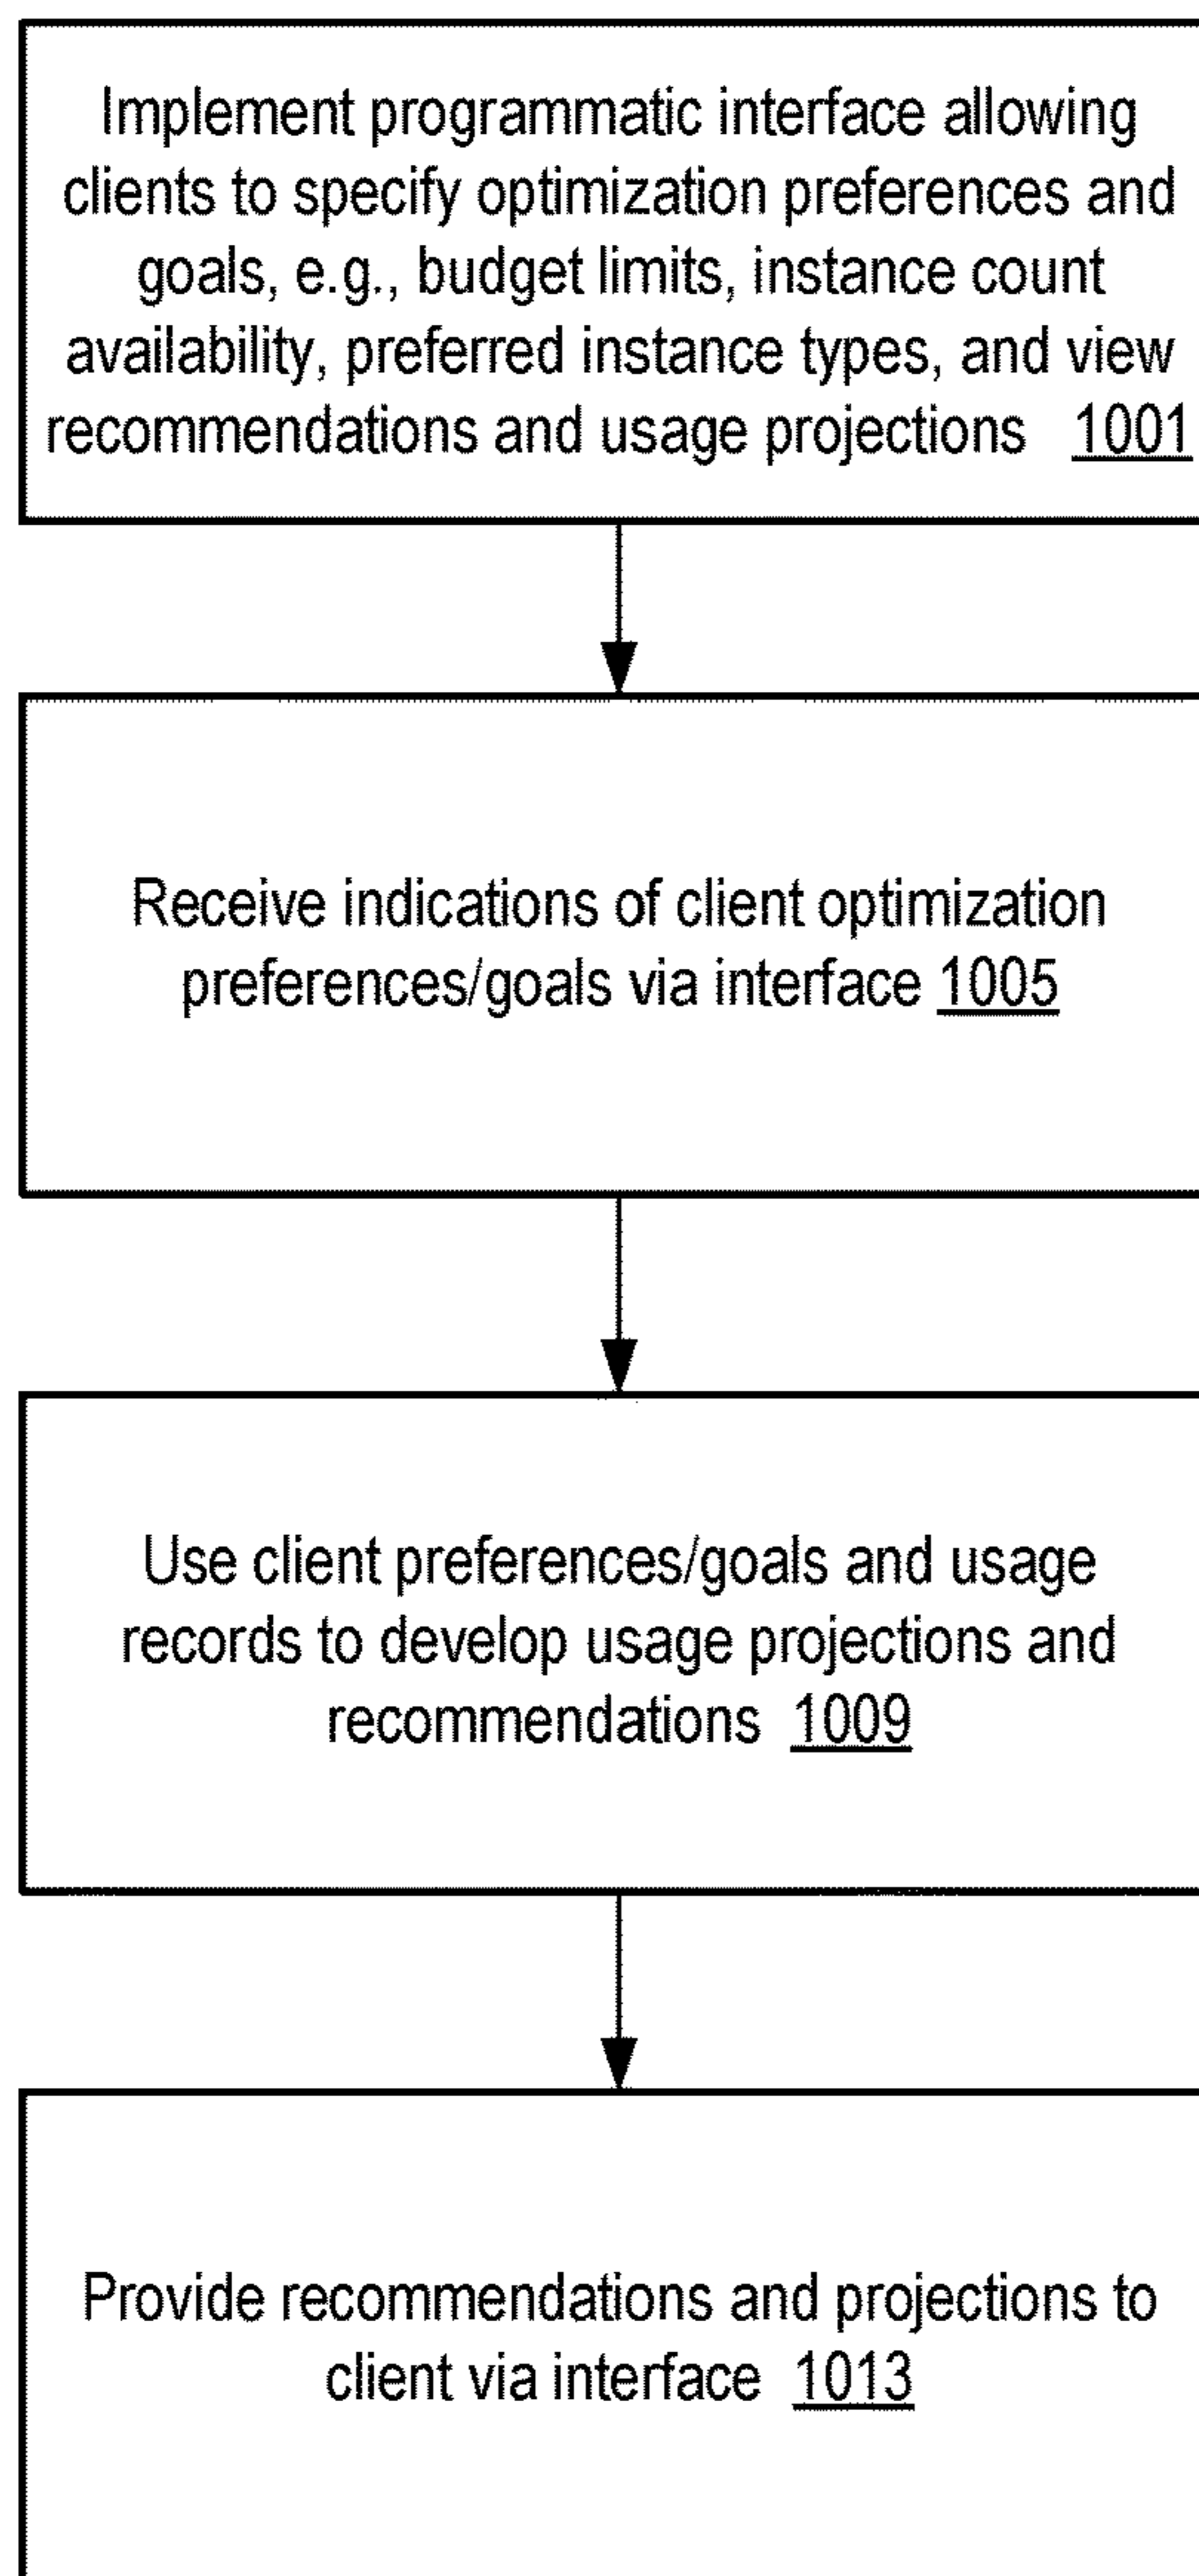 Implement programmatic interface allowing
clients to specify optimization preferences and
goals, e.g., budget limits, instance count
availability, preferred instance types, and view
recommendations and usage projections 1001
Receive indications of client optimization
preferences/goals via interface 1005
Use client preferences/goals and usage
records to develop usage projections and
recommendations 1009
Provide recommendations and projections to
client via interface 1013